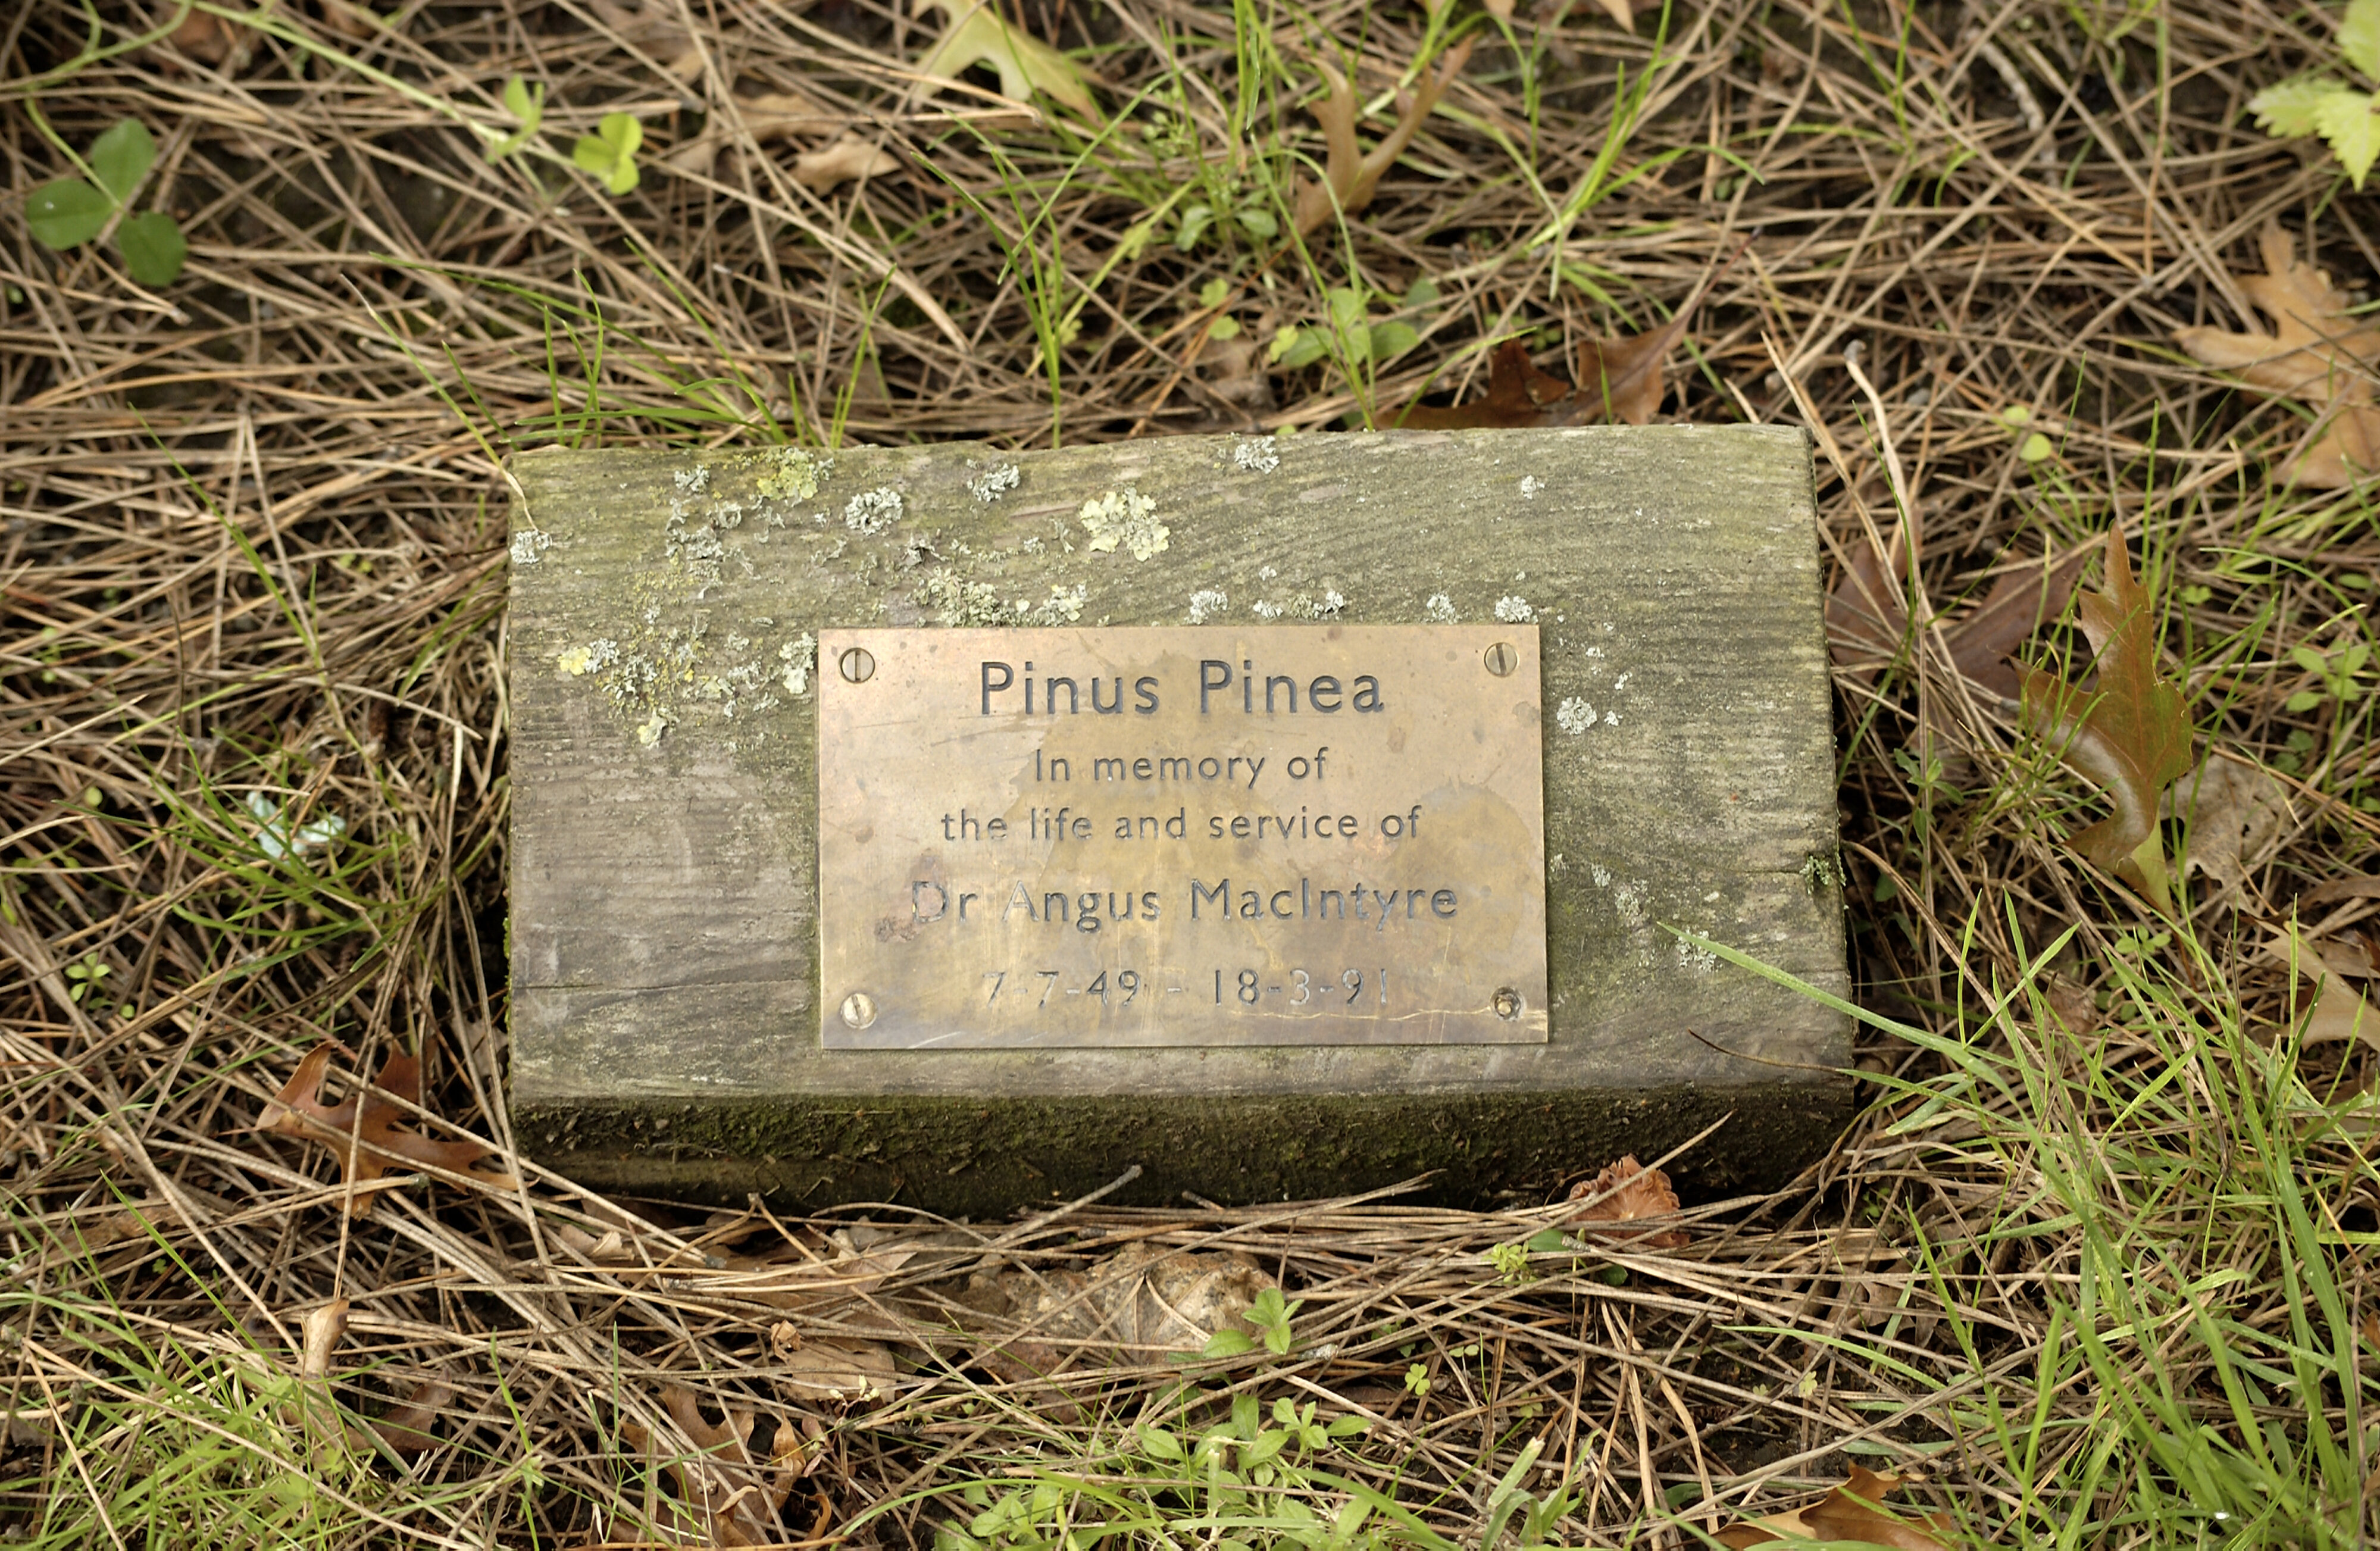 Pinus Pinea
In memory of
the life and service of
Dr Angus MacIntyre
7-7-49 - 18-3-91